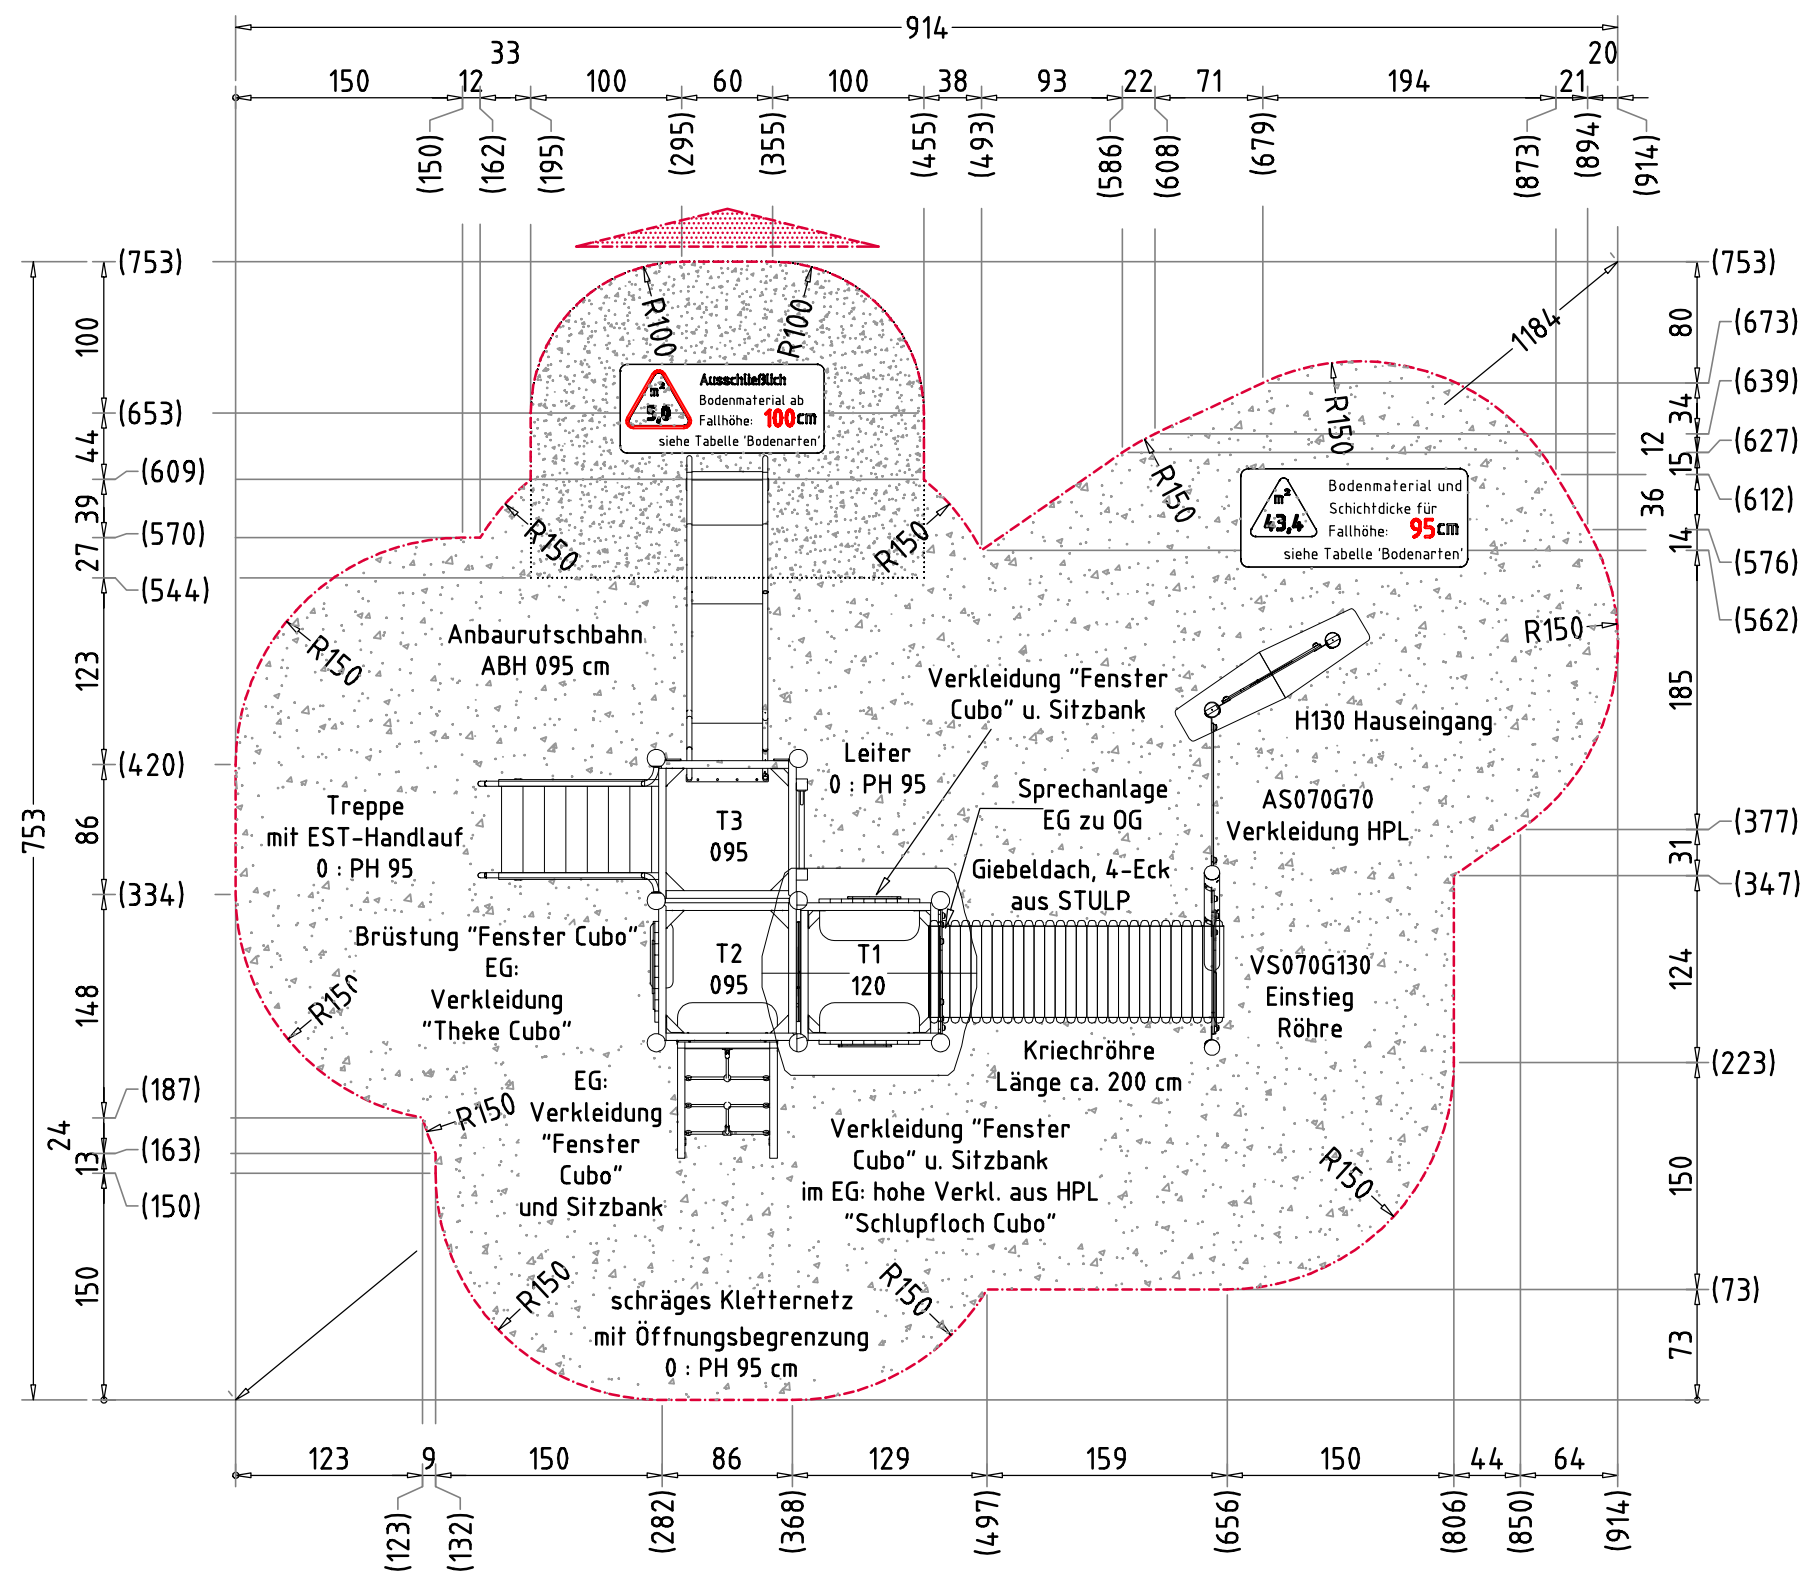 914
33
20
150
12
100
60
100
38
93
22
71
194
21
(150)
(162)
(195)
(295)
(355)
(455)
(493)
(586)
(608)
(679)
(873)
(894)
(914)
753
100
44
39
27
123
86
148
24
13
150
(753)
(653)
(609)
(570)
(544)
(420)
(334)
(187)
(163)
(150)
R100
R100
Ausschließlich
m²
5,0
Bodenmaterial ab
Fallhöhe: 100cm
siehe Tabelle 'Bodenarten'
1184
R150
R150
R150
R150
Bodenmaterial und
m²
43,4
Schichtdicke für
Fallhöhe: 95cm
siehe Tabelle 'Bodenarten'
R150
R150
Anbaurutschbahn
ABH 095 cm
Verkleidung "Fenster
Cubo" u. Sitzbank
H130 Hauseingang
Leiter
0 : PH 95
Sprechanlage
EG zu OG
AS070G70
Verkleidung HPL
Treppe
mit EST-Handlauf
0 : PH 95
T3
095
Giebeldach, 4-Eck
aus STULP
Brüstung "Fenster Cubo"
EG:
Verkleidung
"Theke Cubo"
T2
095
T1
120
VS070G130
Einstieg
Röhre
R150
Kriechröhre
Länge ca. 200 cm
R150
EG:
Verkleidung
"Fenster
Cubo"
und Sitzbank
Verkleidung "Fenster
Cubo" u. Sitzbank
im EG: hohe Verkl. aus HPL
"Schlupfloch Cubo"
R150
R150
R150
schräges Kletternetz
mit Öffnungsbegrenzung
0 : PH 95 cm
80
34
12
15
36
14
185
31
124
150
73
(753)
(673)
(639)
(627)
(612)
(576)
(562)
(377)
(347)
(223)
(73)
123
9
150
86
129
159
150
44
64
(123)
(132)
(282)
(368)
(497)
(656)
(806)
(850)
(914)